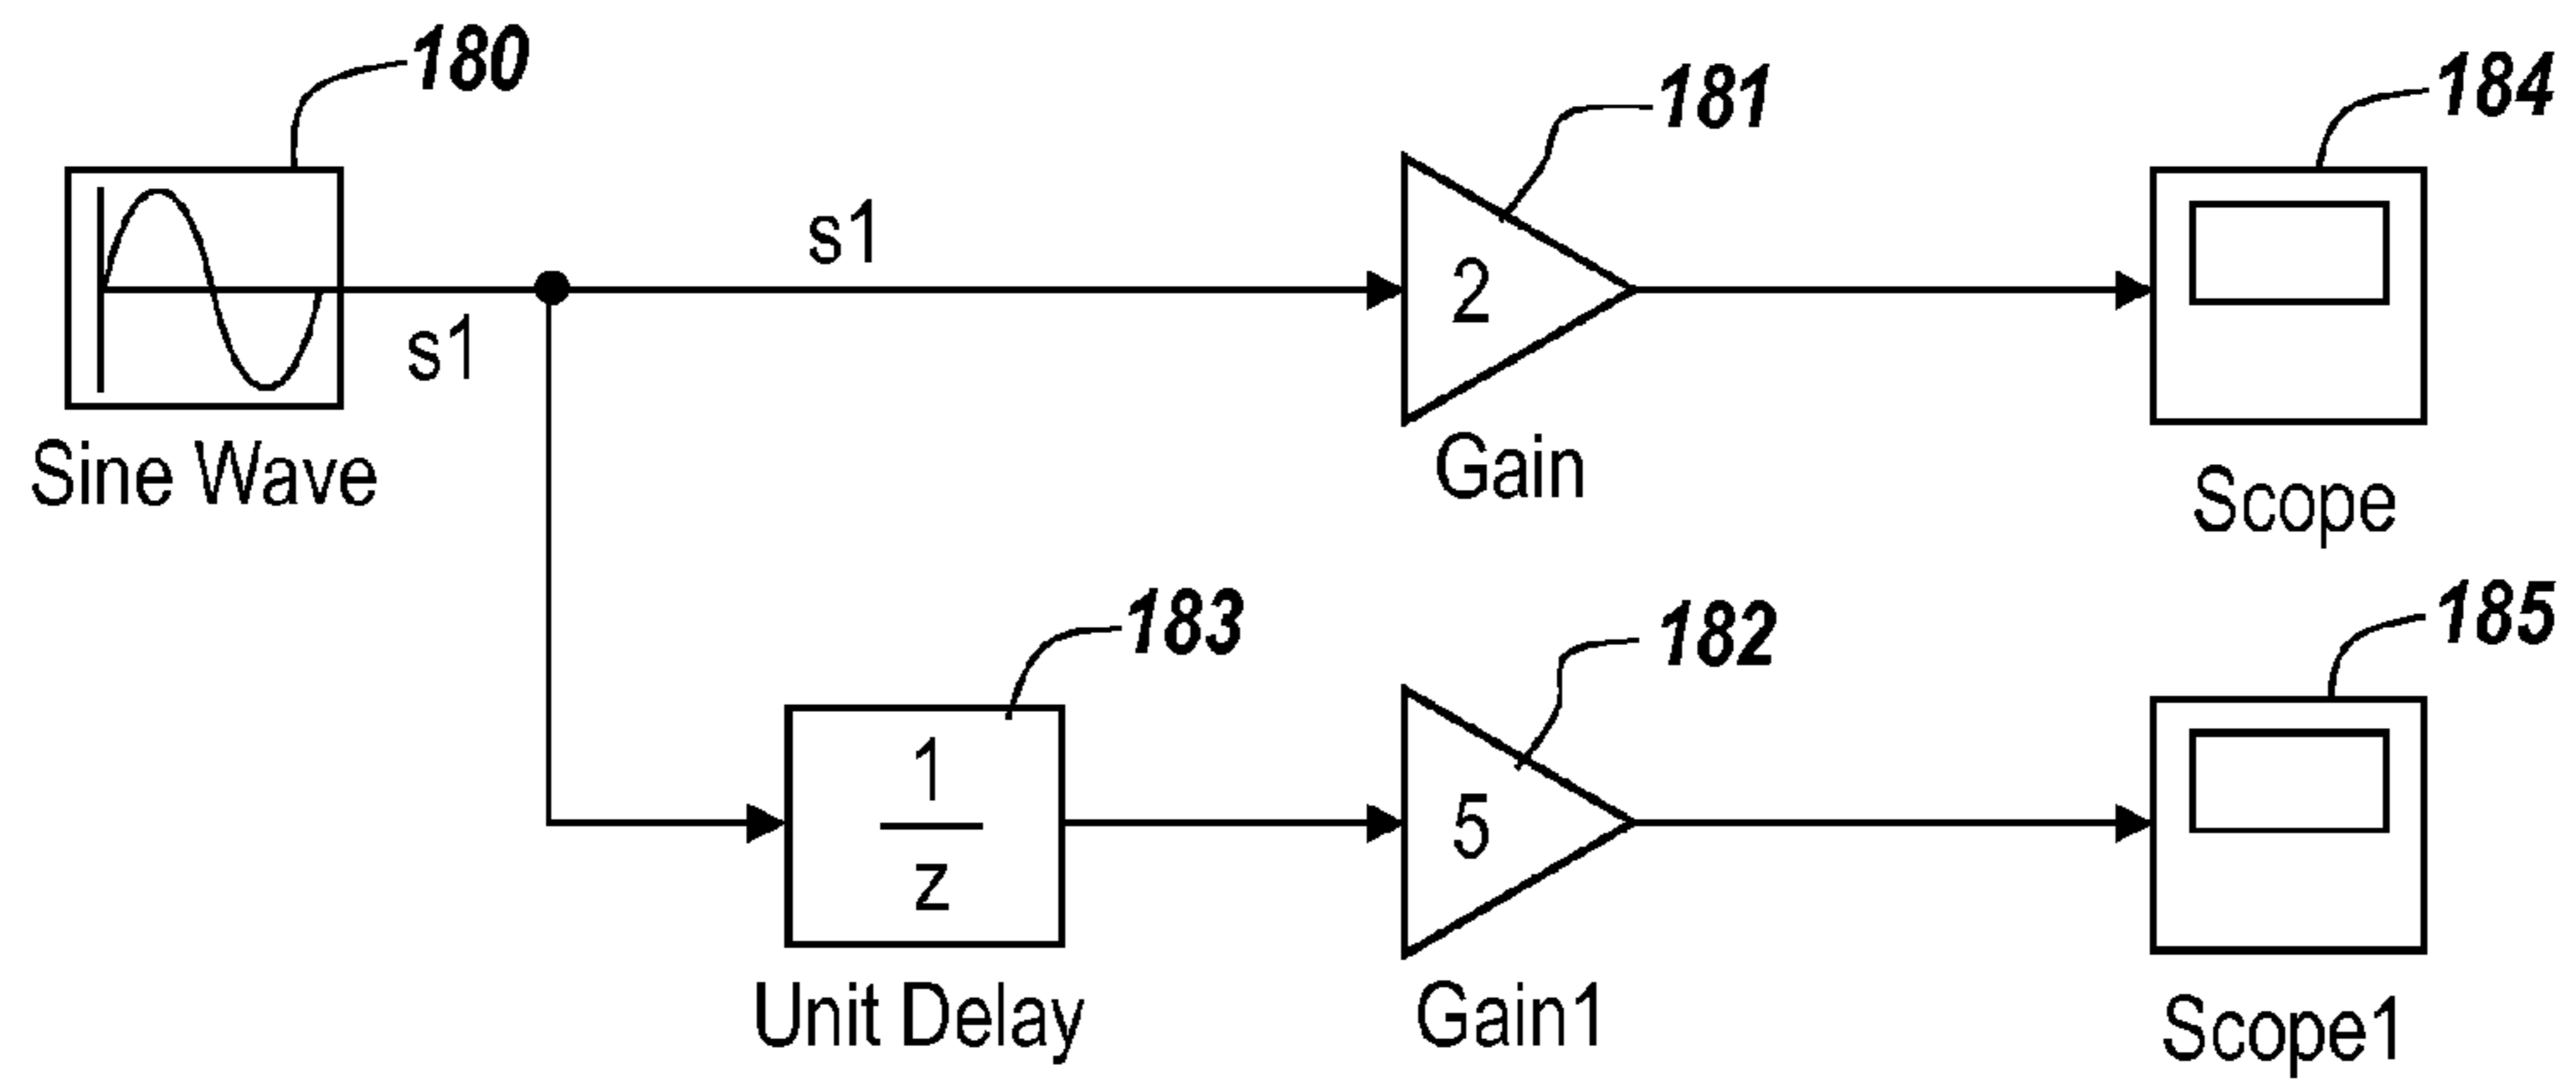 180
181
184
s1
2
s1
Sine Wave
Gain
Scope
183
182
185
1
z
5
Unit Delay
Gain1
Scope1